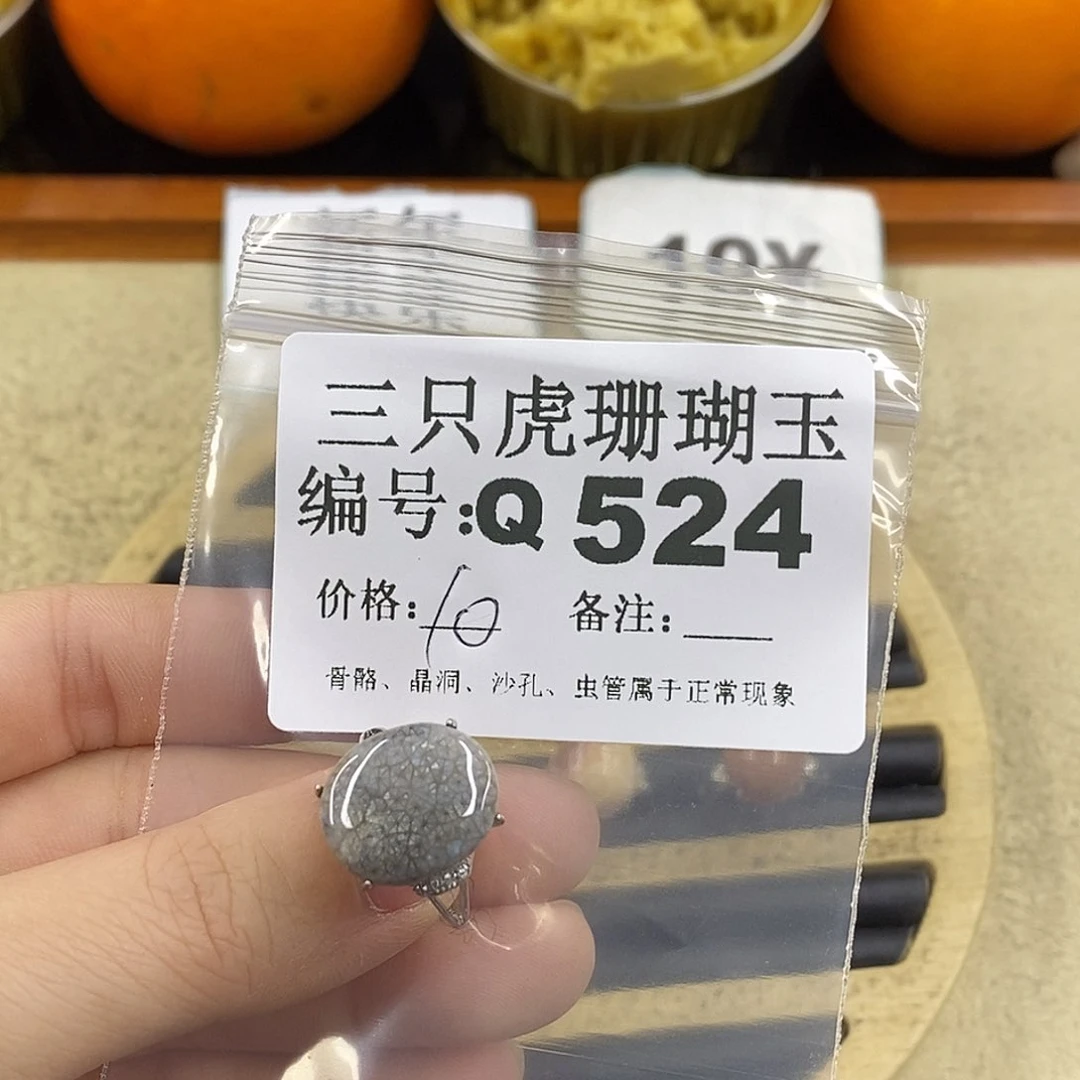 三只虎珊瑚玉
编号:Q 524
价格:10 备注:____
骨骼、晶洞、沙孔、虫管属于正常现象